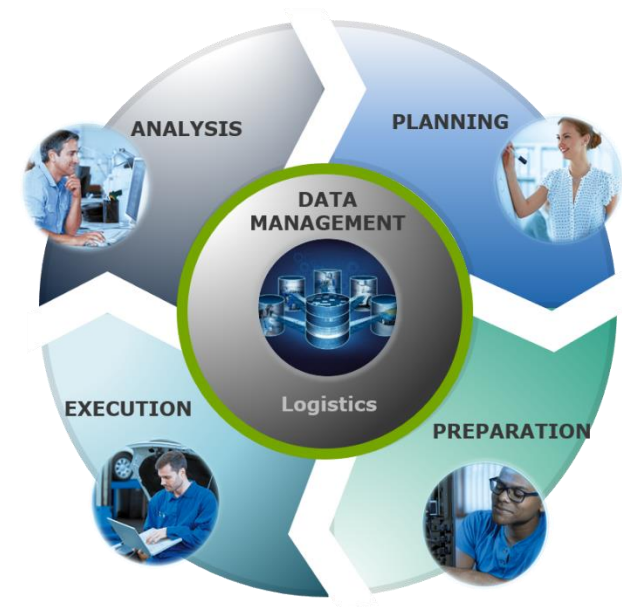 ANALYSIS
PLANNING
DATA
MANAGEMENT
Logistics
EXECUTION
PREPARATION